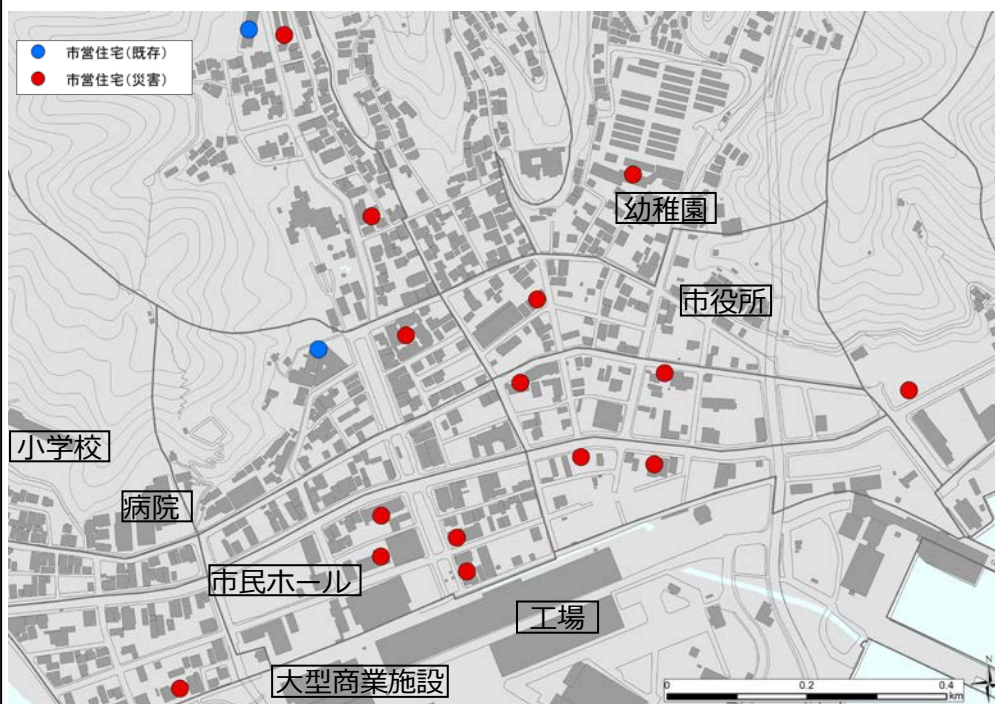 市営住宅(既存)
市営住宅(災害)
幼稚園
市役所
小学校
病院
市民ホール
工場
大型商業施設
0 0.2 0.4
km
N